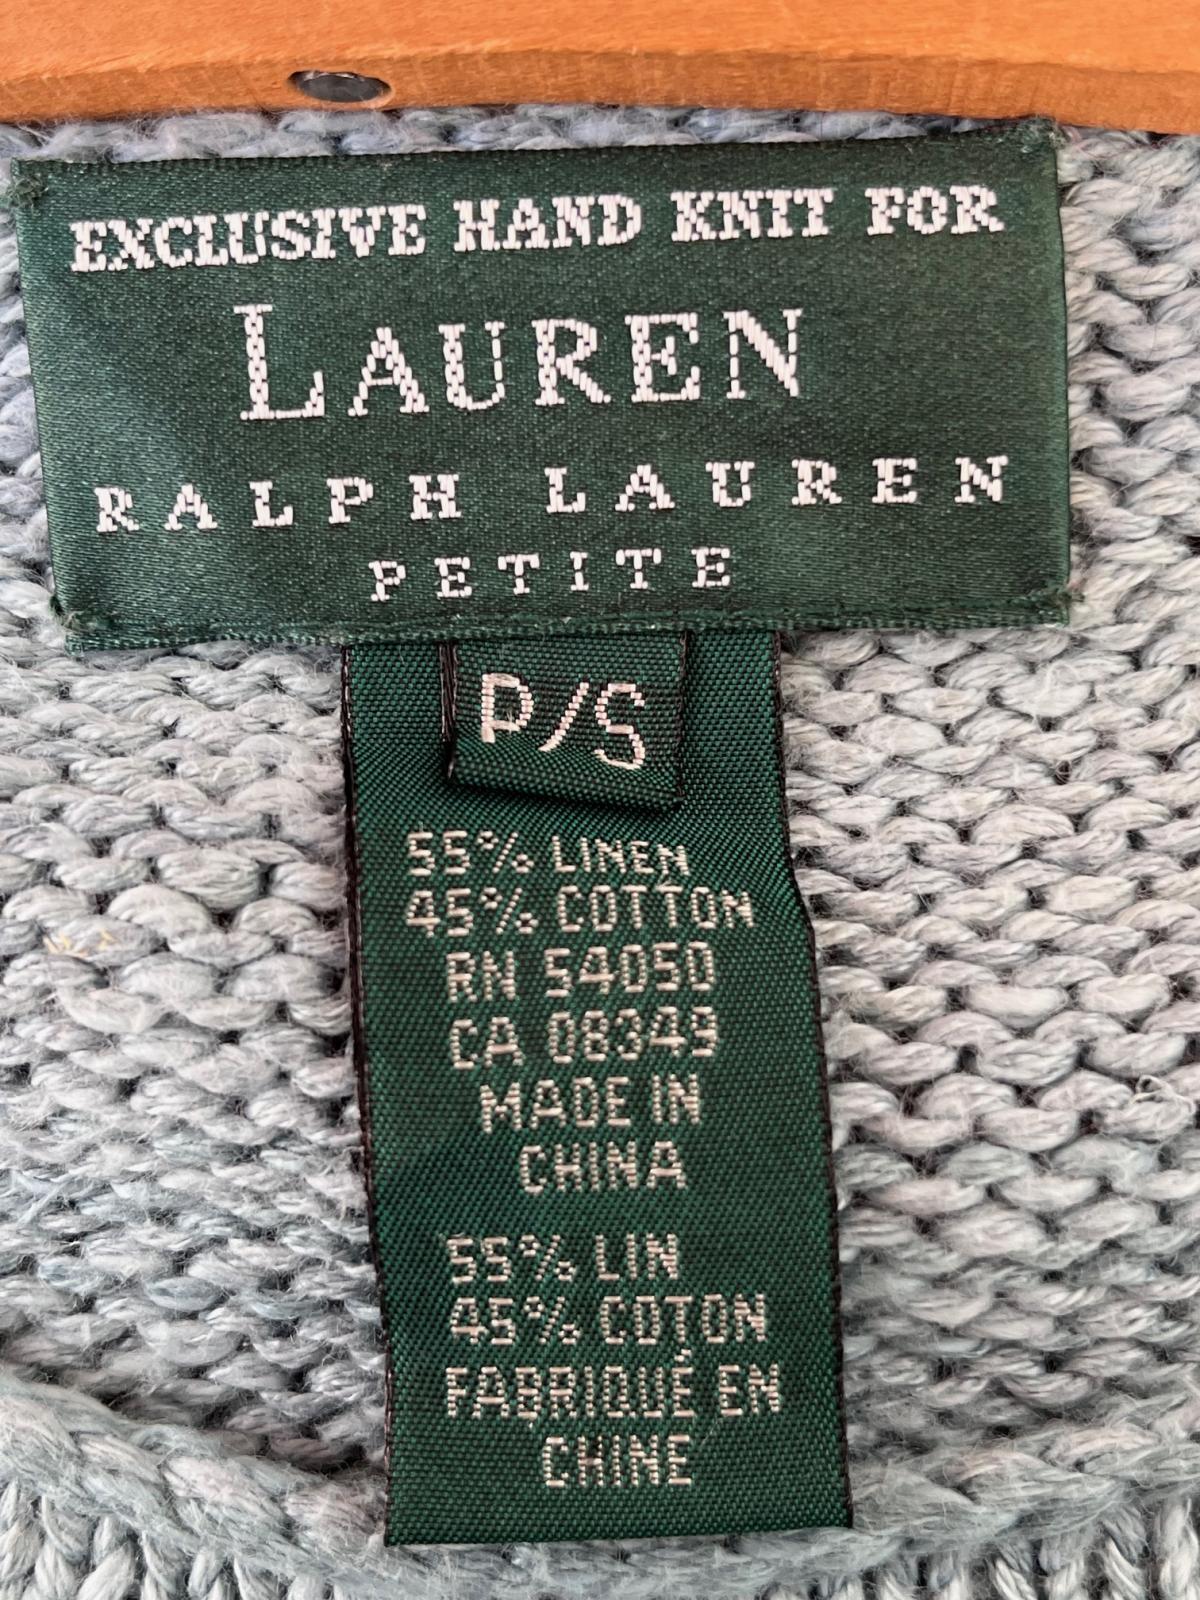 EXCLUSIVE HAND KNIT FOR
LAUREN
RALPH LAUREN
PETITE
P/S
55% LINEN
45% COTTON
RN 54050
CA 08349
MADE IN
CHINA
55% LIN
45% COTON
FABRIQUÉ EN
CHINE